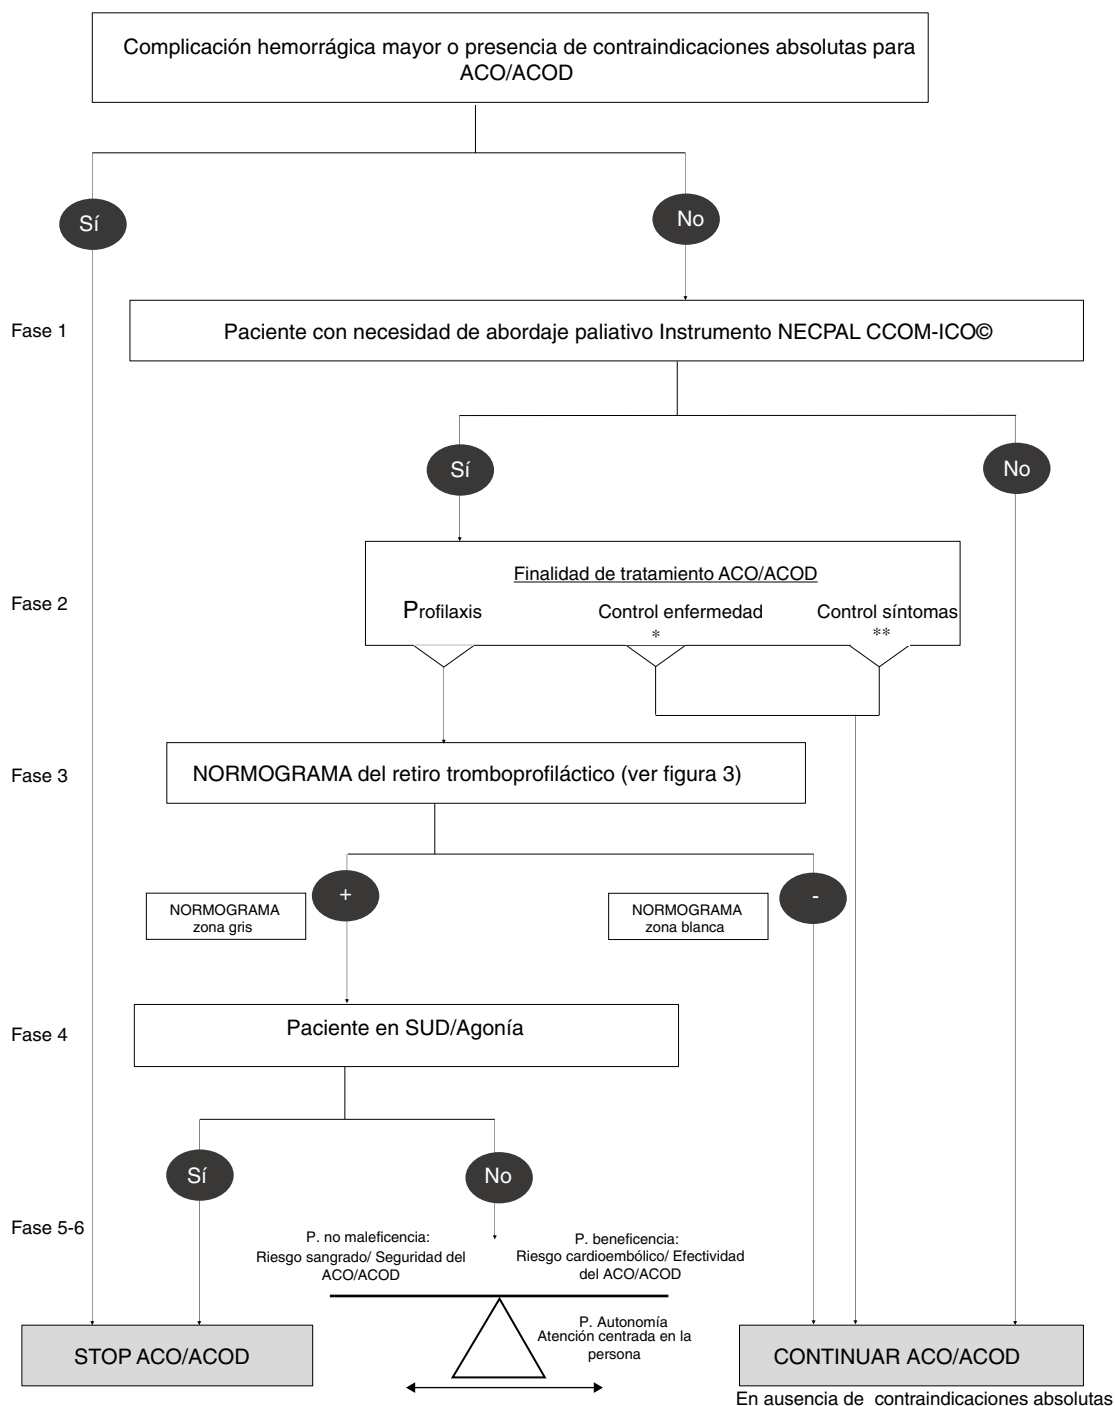 Complicación hemorrágica mayor o presencia de contraindicaciones absolutas para
ACO/ACOD
Sí
No
Fase 1
Paciente con necesidad de abordaje paliativo Instrumento NECPAL CCOM-ICO©
Sí
No
Fase 2
Finalidad de tratamiento ACO/ACOD
Profilaxis
Control enfermedad
*
Control síntomas
**
Fase 3
NORMOGRAMA del retiro tromboprofiláctico (ver figura 3)
+
-
NORMOGRAMA
zona gris
NORMOGRAMA
zona blanca
Fase 4
Paciente en SUD/Agonía
Sí
No
Fase 5-6
P. no maleficencia:
Riesgo sangrado/ Seguridad del
ACO/ACOD
P. beneficencia:
Riesgo cardioembólico/ Efectividad
del ACO/ACOD
P. Autonomía
Atención centrada en la
persona
STOP ACO/ACOD
CONTINUAR ACO/ACOD
En ausencia de contraindicaciones absolutas